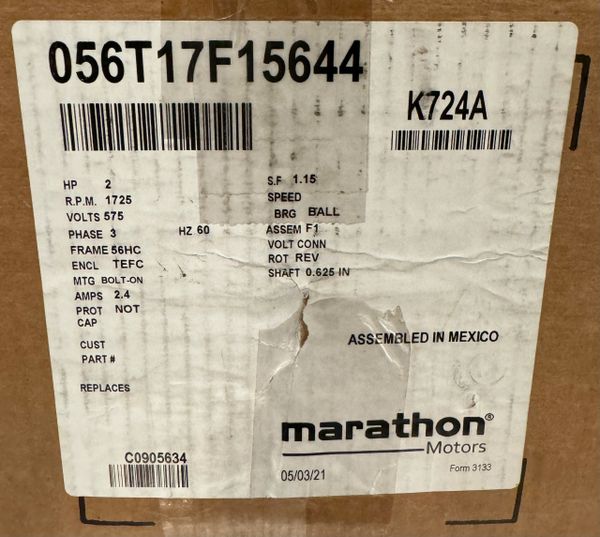 056T17F15644
K724A
HP 2
R.P.M. 1725
VOLTS 575
PHASE 3 HZ 60
FRAME 56HC
ENCL TEFC
MTG BOLT-ON
AMPS 2.4
PROT NOT
CAP
S.F 1.15
SPEED
BRG BALL
ASSEM F1
VOLT CONN
ROT REV
SHAFT 0.625 IN
CUST
PART #
REPLACES
ASSEMBLED IN MEXICO
C0905634
marathon®
Motors
05/03/21
Form 3133